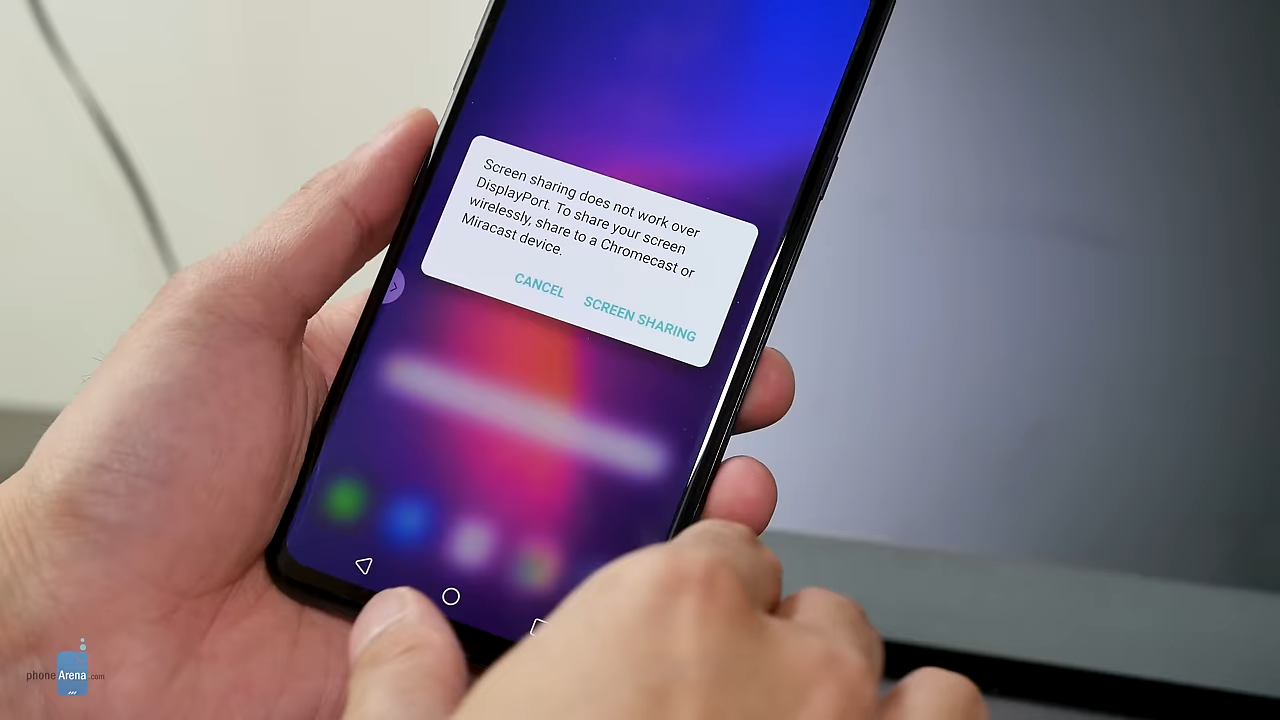 Screen sharing does not work over
DisplayPort. To share your screen
wirelessly, share to a Chromecast or
Miracast device.
CANCEL SCREEN SHARING
phoneArena.com